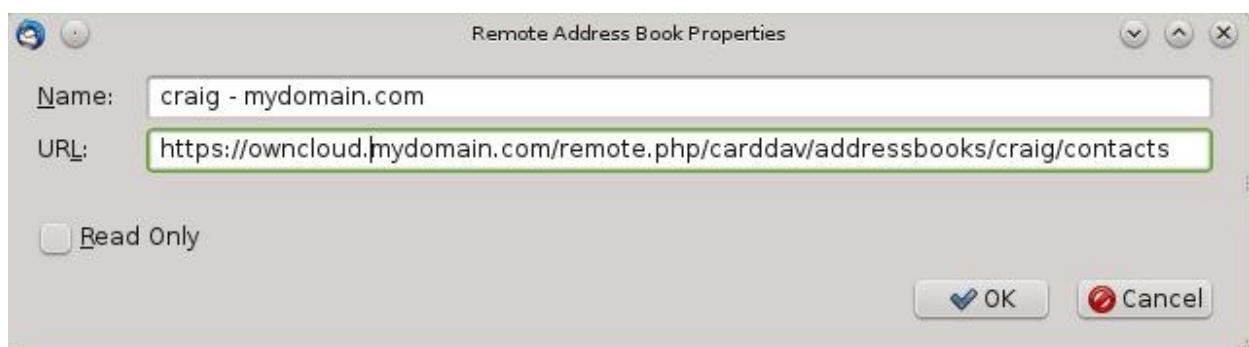 Remote Address Book Properties
Name: craig - mydomain.com
URL: https://owncloud.mydomain.com/remote.php/carddav/addressbooks/craig/contacts
Read Only
OK Cancel